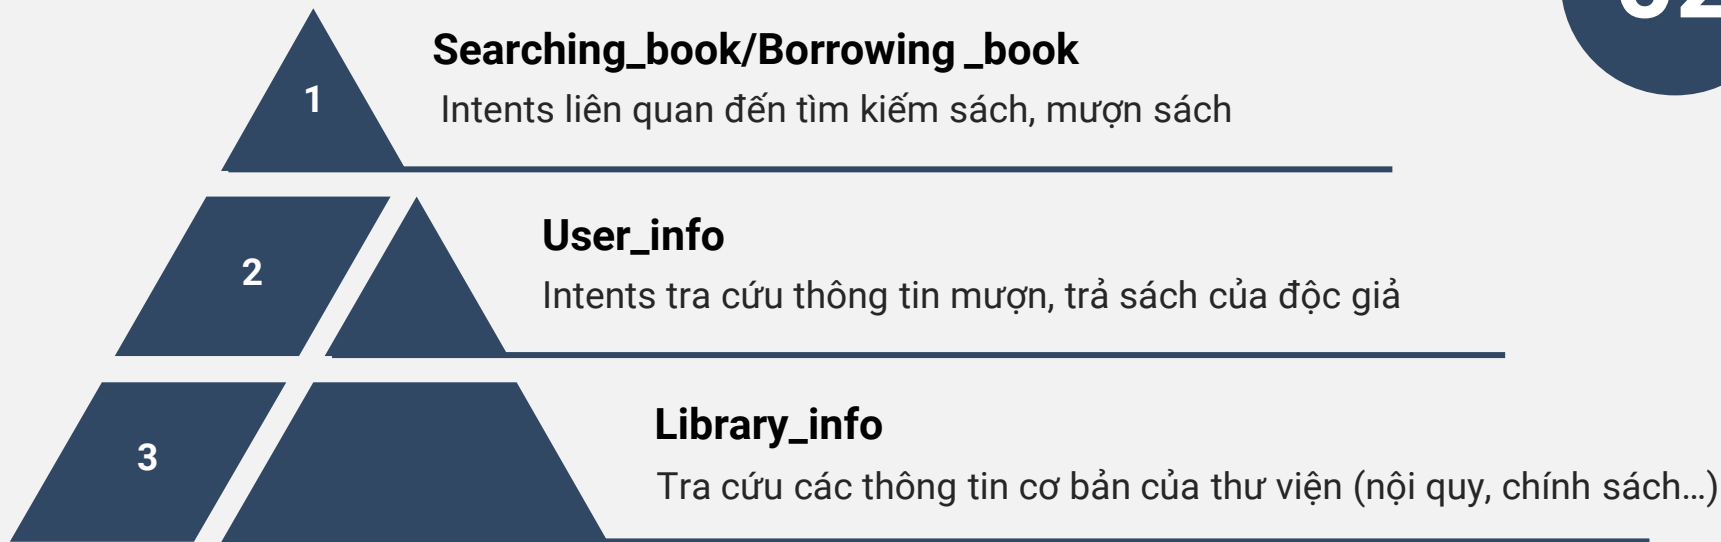 1
Searching_book/Borrowing _book
Intents liên quan đến tìm kiếm sách, mượn sách
2
User_info
Intents tra cứu thông tin mượn, trả sách của độc giả
3
Library_info
Tra cứu các thông tin cơ bản của thư viện (nội quy, chính sách…)